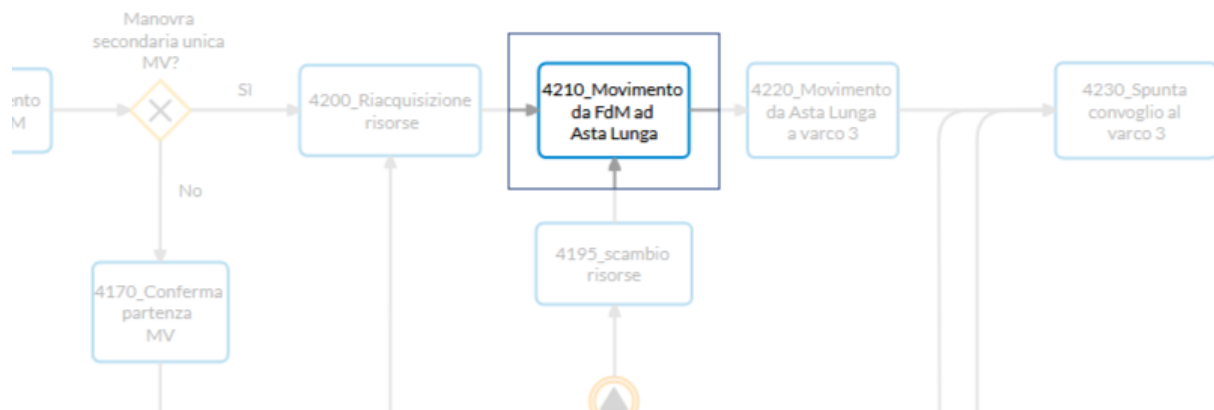 Manovra
secondaria unica
MV?
ento
M
SI
4200_Riacquisizione
risorse
4210_Movimento
da FdM ad
Asta Lunga
4220_Movimento
da Asta Lunga
a varco 3
4230_Spunta
convoglio al
varco 3
No
4195_scambio
risorse
4170_Conferma
partenza
MV